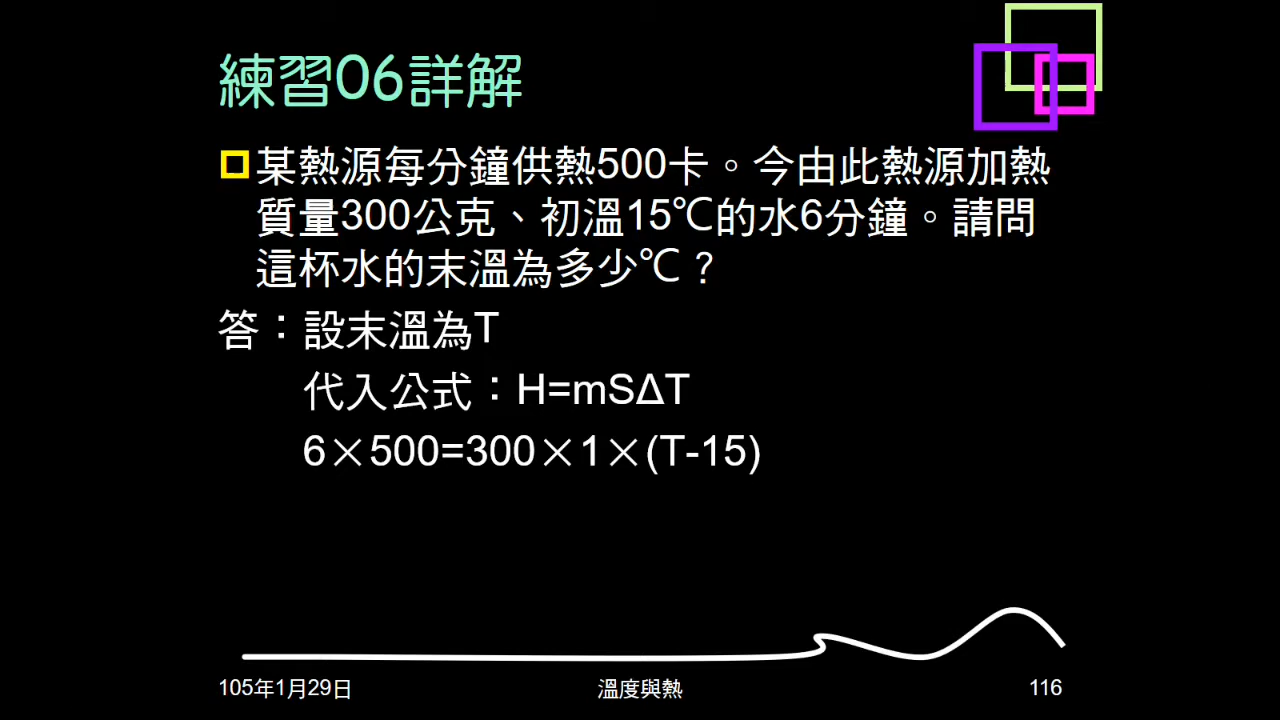 練習06詳解
某熱源每分鐘供熱500卡。今由此熱源加熱
質量300公克、初溫15℃的水6分鐘。請問
這杯水的末溫為多少℃？
答：設末溫為T
代入公式：H=mSΔT
6×500=300×1×(T-15)
105年1月29日
溫度與熱
116